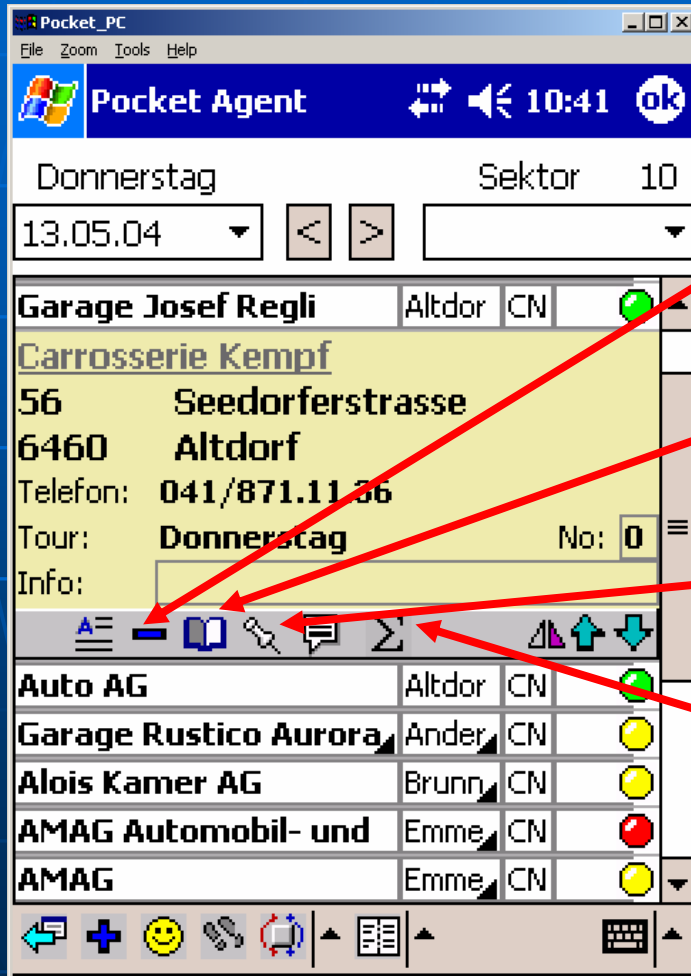 Pocket_PC
File Zoom Tools Help
Pocket Agent 10:41 ok
Donnerstag Sektor 10
13.05.04 < >
Garage Josef Regli Altdor CN
Carrosserie Kempf
56 Seedorferstrasse
6460 Altdorf
Telefon: 041/871.11.36
Tour: Donnerstag No: 0
Info:
Auto AG Altdor CN
Garage Rustico Aurora Ander CN
Alois Kamer AG Brunn CN
AMAG Automobil- und Emme CN
AMAG Emme CN